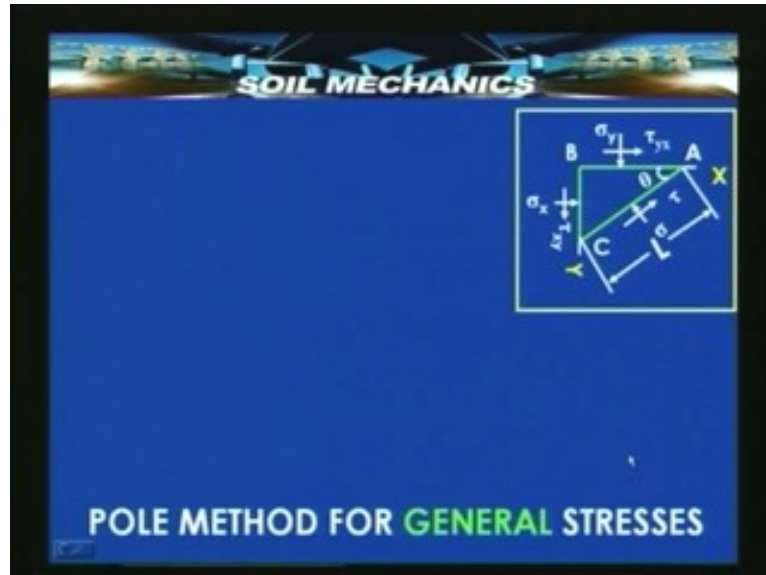 SOIL MECHANICS
σy τyx
B A
θ X
σx
τxy τ
C σ
L
Y
POLE METHOD FOR GENERAL STRESSES